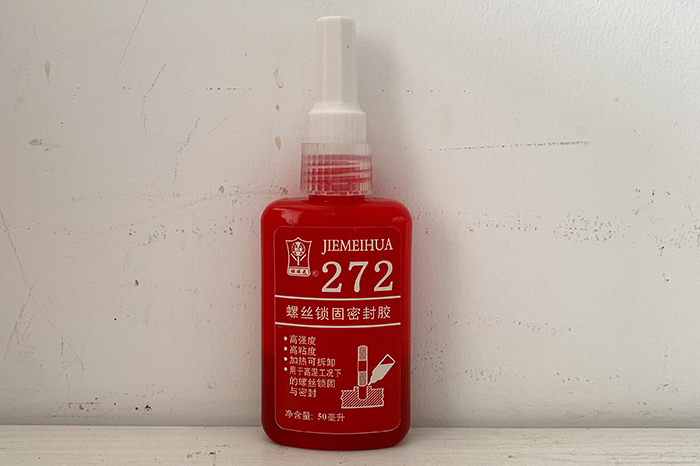 JIEMEIHUA
®
272
螺丝锁固密封胶
• 高强度
• 高粘度
• 加热可拆卸
• 用于高温工况下
的螺丝锁固
与密封
净含量: 50毫升